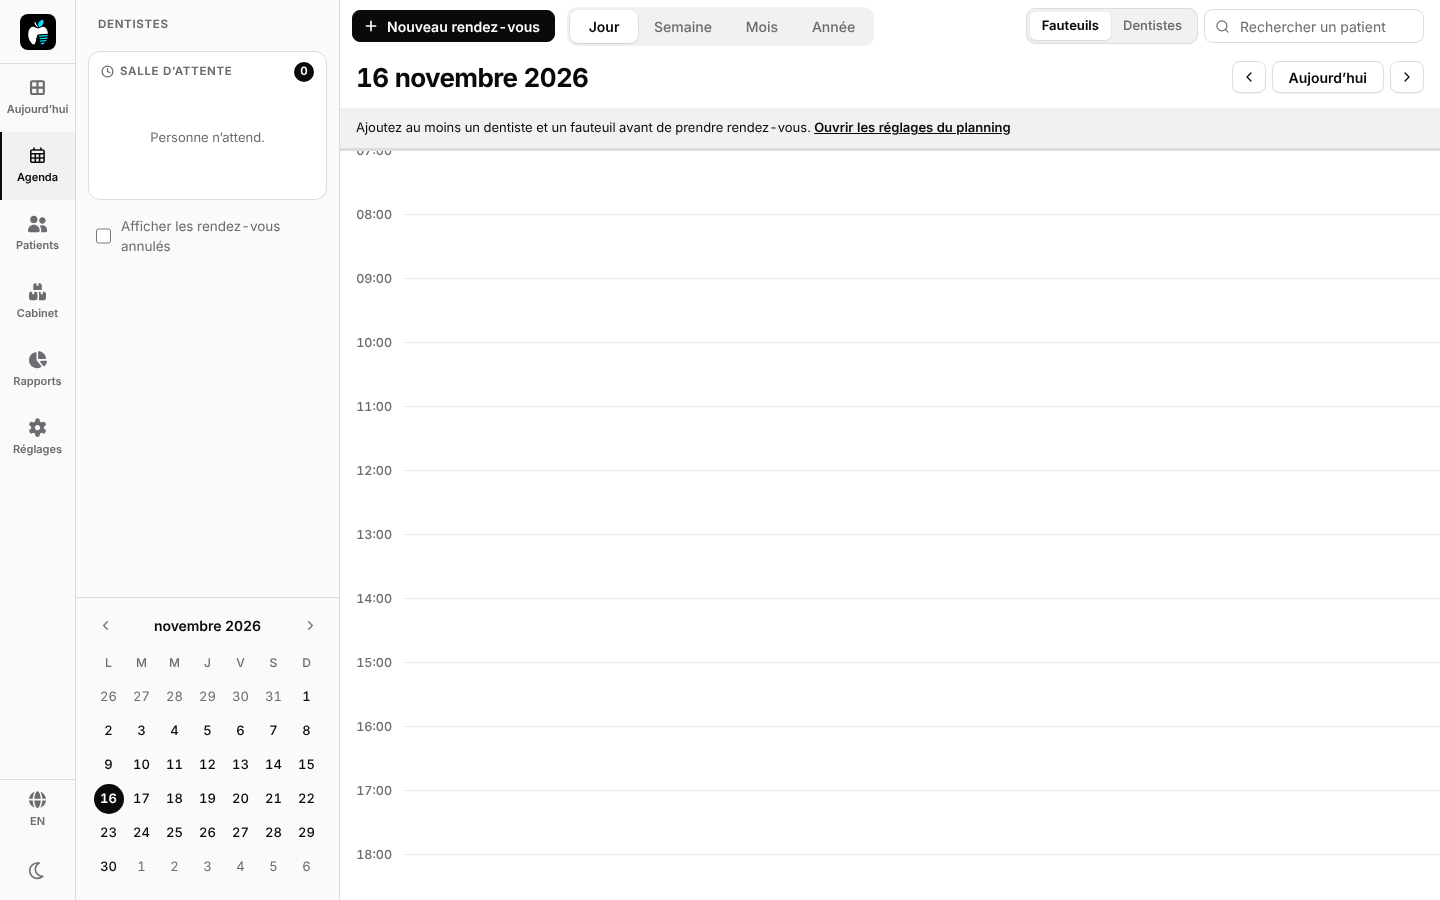 Aujourd’hui
Agenda
Patients
Cabinet
Rapports
Réglages
EN
DENTISTES
SALLE D’ATTENTE 0
Personne n’attend.
Afficher les rendez-vous
annulés
novembre 2026
L M M J V S D
26 27 28 29 30 31 1
2 3 4 5 6 7 8
9 10 11 12 13 14 15
16 17 18 19 20 21 22
23 24 25 26 27 28 29
30 1 2 3 4 5 6
Nouveau rendez-vous
Jour Semaine Mois Année
Fauteuils Dentistes
Rechercher un patient
16 novembre 2026
Aujourd’hui
Ajoutez au moins un dentiste et un fauteuil avant de prendre rendez-vous. Ouvrir les réglages du planning
07:00
08:00
09:00
10:00
11:00
12:00
13:00
14:00
15:00
16:00
17:00
18:00